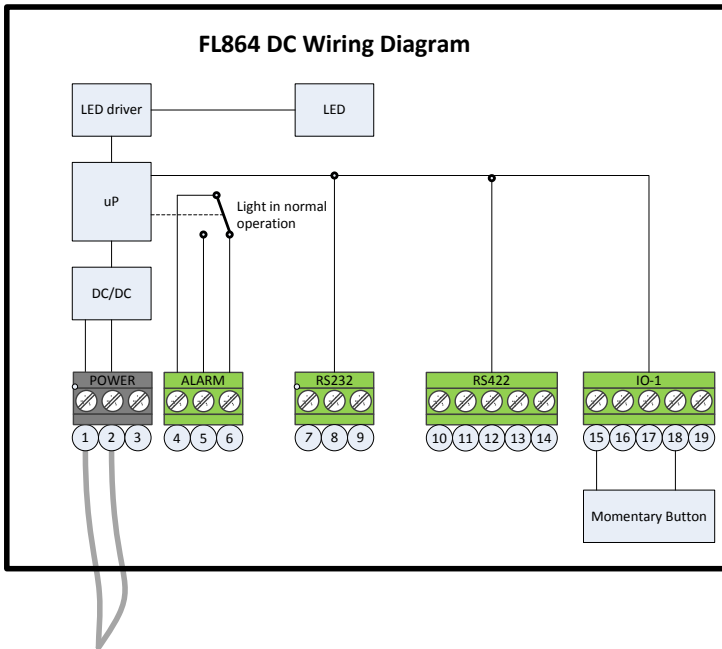 FL864 DC Wiring Diagram
LED driver
LED
uP
Light in normal
operation
DC/DC
POWER
ALARM
RS232
RS422
IO-1
1 2 3 4 5 6 7 8 9 10 11 12 13 14 15 16 17 18 19
Momentary Button